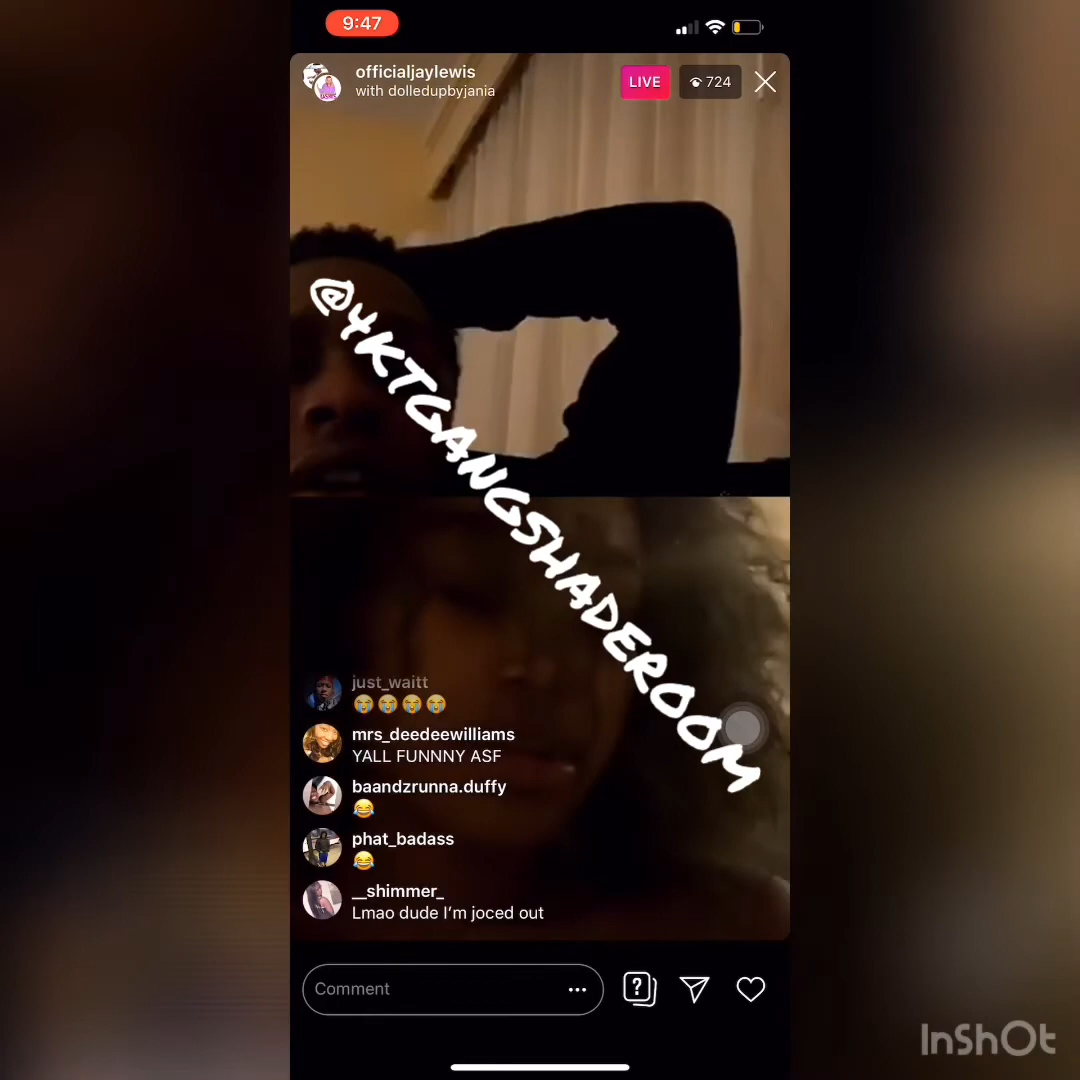 9:47
officialjaylewis
with dolledupbyjania
LIVE
724
@4KTGANGSHADEROOM
just_waitt
😭😭😭😭
mrs_deedeewilliams
YALL FUNNNY ASF
baandzrunna.duffy
😂
phat_badass
😂
__shimmer_
Lmao dude I’m joced out
Comment
InShOt